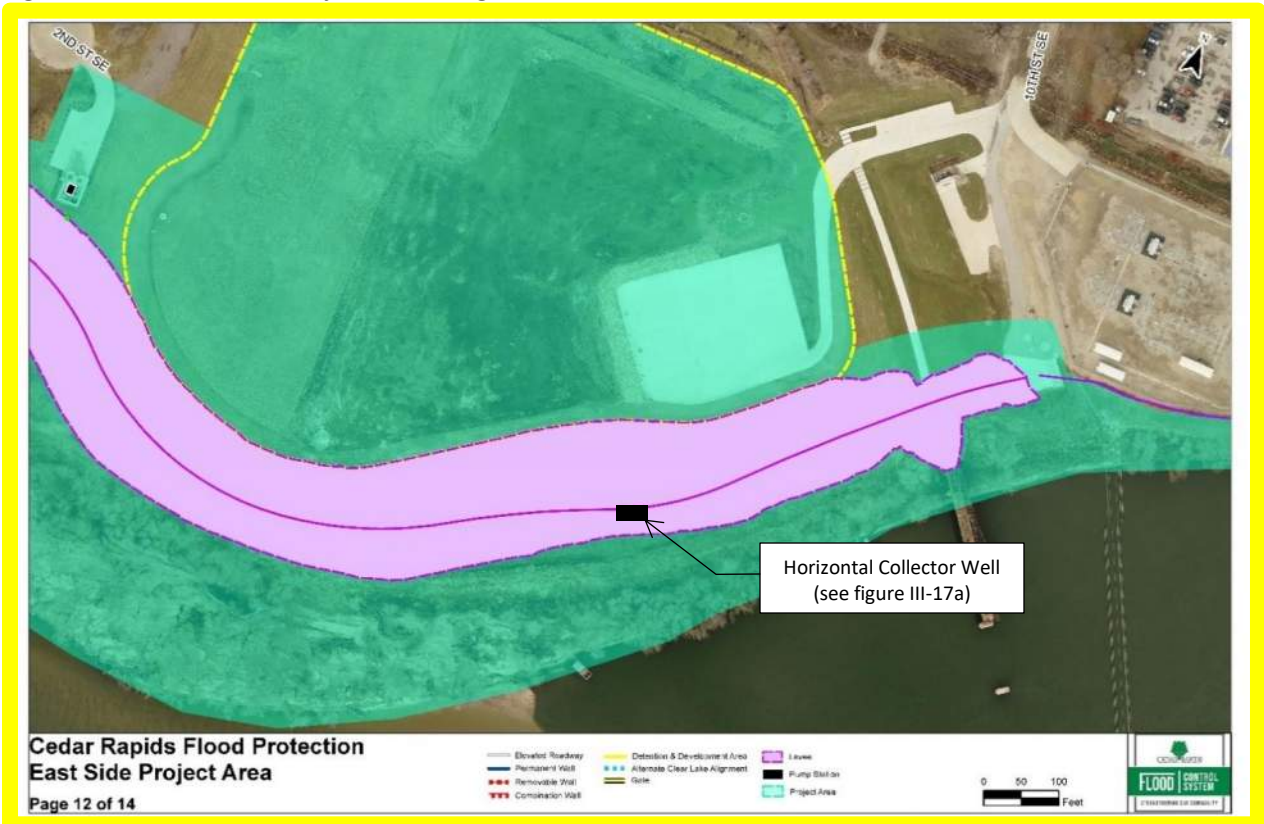 2ND ST SE
10TH ST SE
Horizontal Collector Well
(see figure III-17a)
Cedar Rapids Flood Protection
East Side Project Area
Page 12 of 14
Elevated Roadway
Permanent Wall
Removable Wall
Combination Wall
Detention & Development Area
Alternate Clear Lake Alignment
Gate
Levee
Pump Station
Project Area
0 50 100
Feet
CEDAR RAPIDS
FLOOD CONTROL
SYSTEM